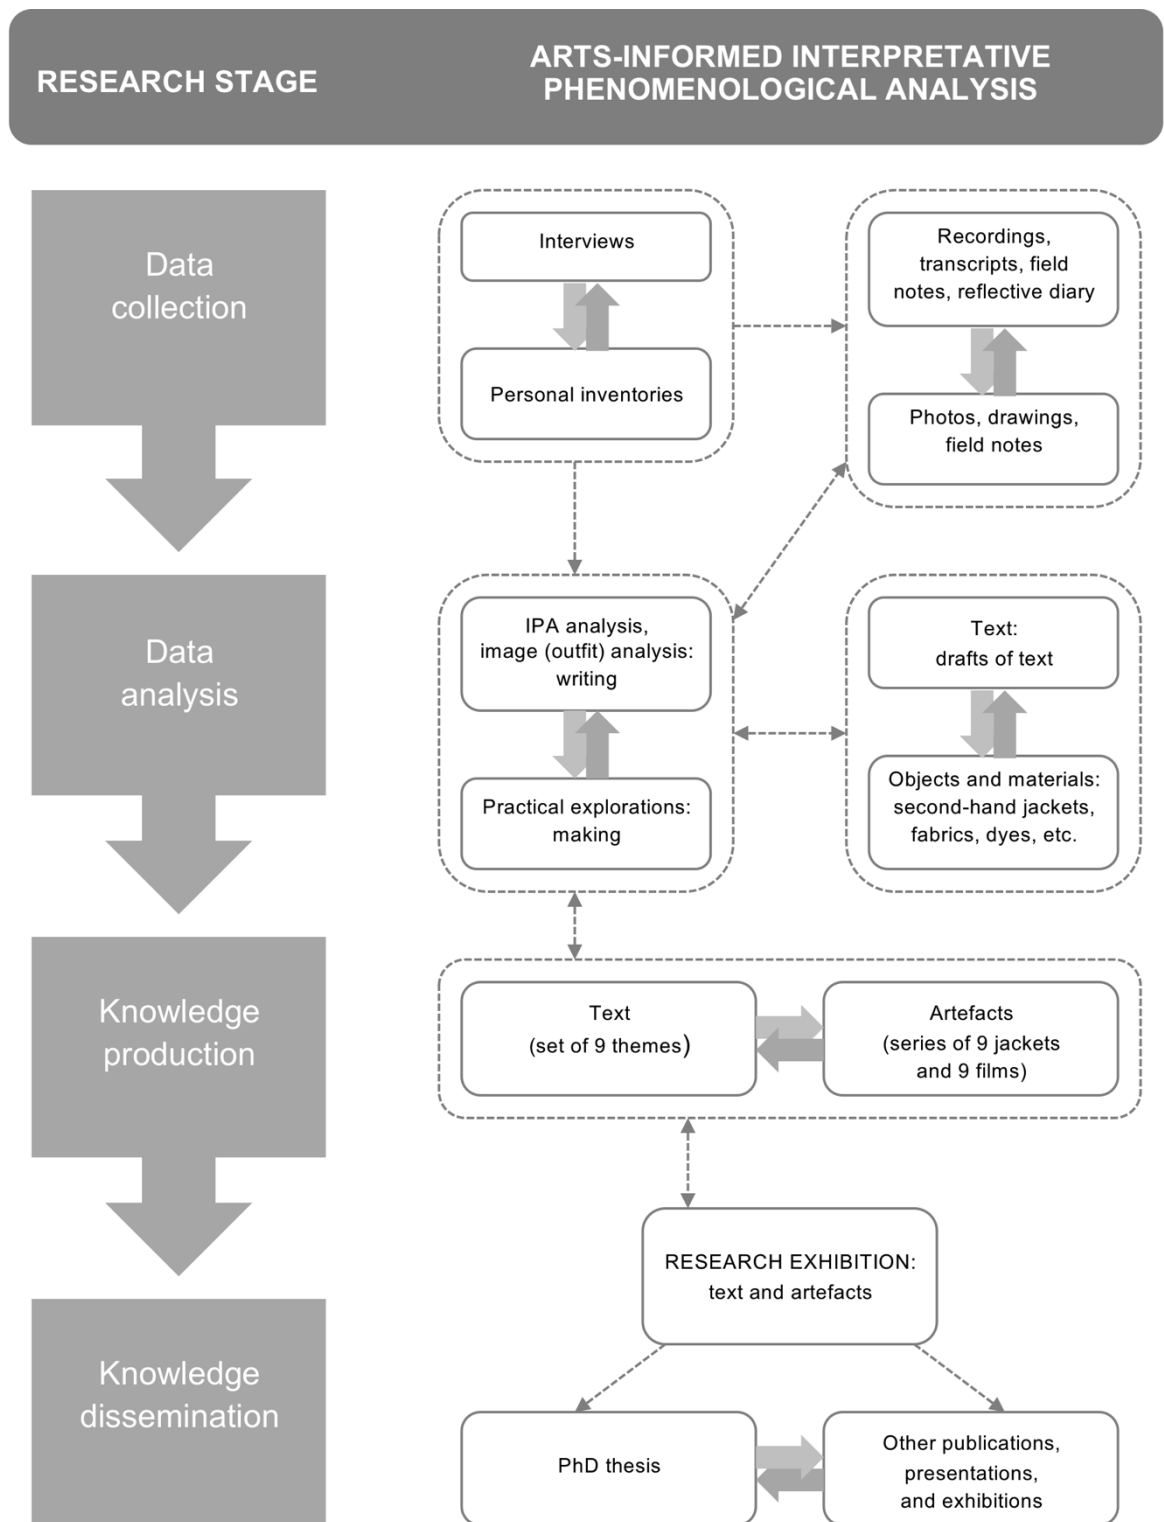 RESEARCH STAGE
ARTS-INFORMED INTERPRETATIVE
PHENOMENOLOGICAL ANALYSIS
Data
collection
Interviews
Personal inventories
Recordings,
transcripts, field
notes, reflective diary
Photos, drawings,
field notes
Data
analysis
IPA analysis,
image (outfit) analysis:
writing
Practical explorations:
making
Text:
drafts of text
Objects and materials:
second-hand jackets,
fabrics, dyes, etc.
Knowledge
production
Text
(set of 9 themes)
Artefacts
(series of 9 jackets
and 9 films)
RESEARCH EXHIBITION:
text and artefacts
Knowledge
dissemination
PhD thesis
Other publications,
presentations,
and exhibitions